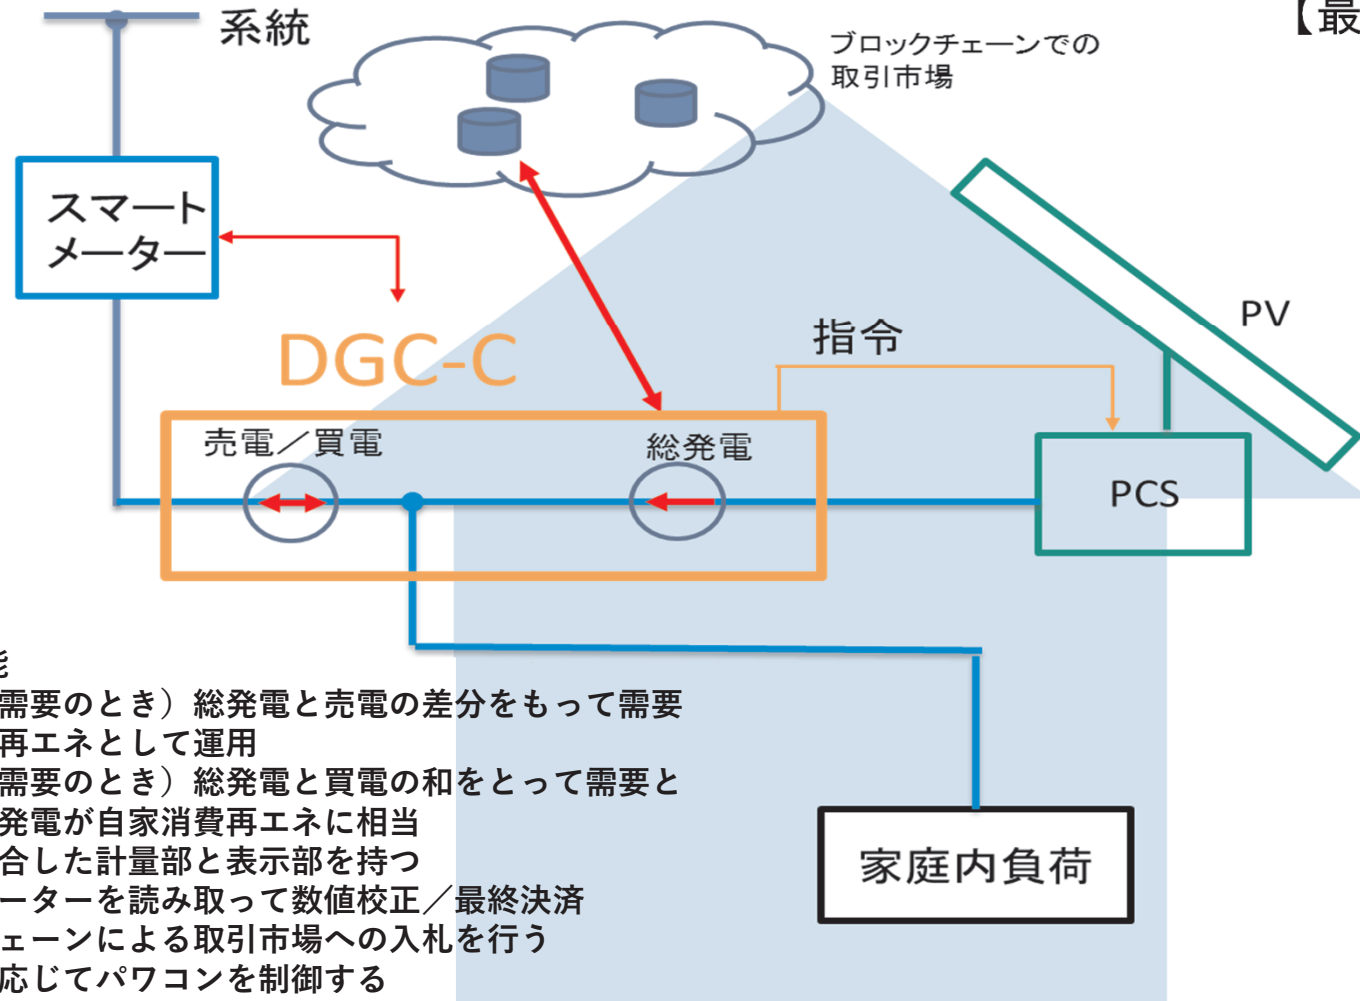 系統
ブロックチェーンでの
取引市場
【最
スマート
メーター
DGC-C
指令
PV
売電／買電
総発電
PCS
能
需要のとき）総発電と売電の差分をもって需要
再エネとして運用
需要のとき）総発電と買電の和をとって需要と
発電が自家消費再エネに相当
合した計量部と表示部を持つ
ーターを読み取って数値校正／最終決済
ェーンによる取引市場への入札を行う
応じてパワコンを制御する
家庭内負荷